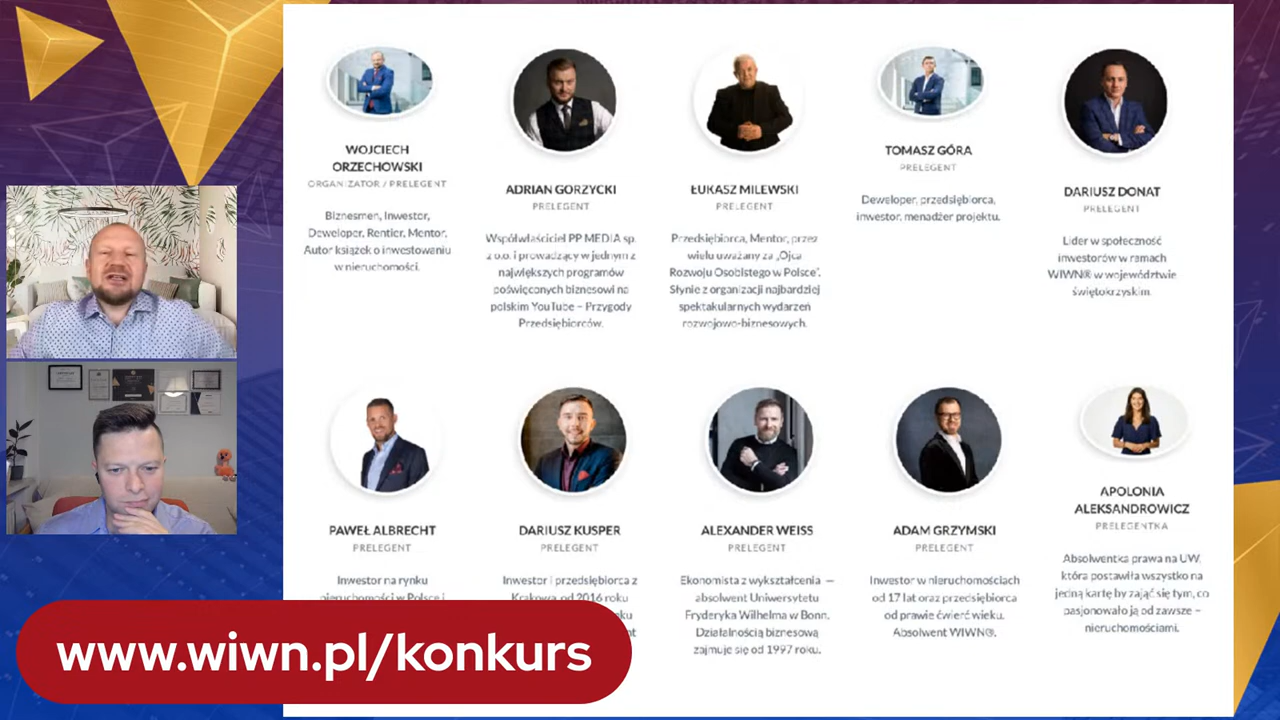 WOJCIECH
ORZECHOWSKI
ORGANIZATOR / PRELEGENT
Biznesmen, Inwestor,
Deweloper, Rentier, Mentor.
Autor książek o inwestowaniu
w nieruchomości.
ADRIAN GORZYCKI
PRELEGENT
Współwłaściciel PP MEDIA sp.
z o.o. i prowadzący w jednym z
największych programów
poświęconych biznesowi na
polskim YouTube – Przygody
Przedsiębiorców.
ŁUKASZ MILEWSKI
PRELEGENT
Przedsiębiorca, Mentor, przez
wielu uważany za „Ojca
Rozwoju Osobistego w Polsce”.
Słynie z organizacji najbardziej
spektakularnych wydarzeń
rozwojowo-biznesowych.
TOMASZ GÓRA
PRELEGENT
Deweloper, przedsiębiorca,
inwestor, menadżer projektu.
DARIUSZ DONAT
PRELEGENT
Lider w społeczność
inwestorów w ramach
WIWN® w województwie
świętokrzyskim.
PAWEŁ ALBRECHT
PRELEGENT
Inwestor na rynku
nieruchomości w Polsce i
DARIUSZ KUSPER
PRELEGENT
Inwestor i przedsiębiorca z
Krakowa, od 2016 roku
ALEXANDER WEISS
PRELEGENT
Ekonomista z wykształcenia —
absolwent Uniwersytetu
Fryderyka Wilhelma w Bonn.
Działalnością biznesową
zajmuje się od 1997 roku.
ADAM GRZYMSKI
PRELEGENT
Inwestor w nieruchomościach
od 17 lat oraz przedsiębiorca
od prawie ćwierć wieku.
Absolwent WIWN®.
APOLONIA
ALEKSANDROWICZ
PRELEGENTKA
Absolwentka prawa na UW,
która postawiła wszystko na
jedną kartę by zająć się tym, co
pasjonowało ją od zawsze –
nieruchomościami.
www.wiwn.pl/konkurs